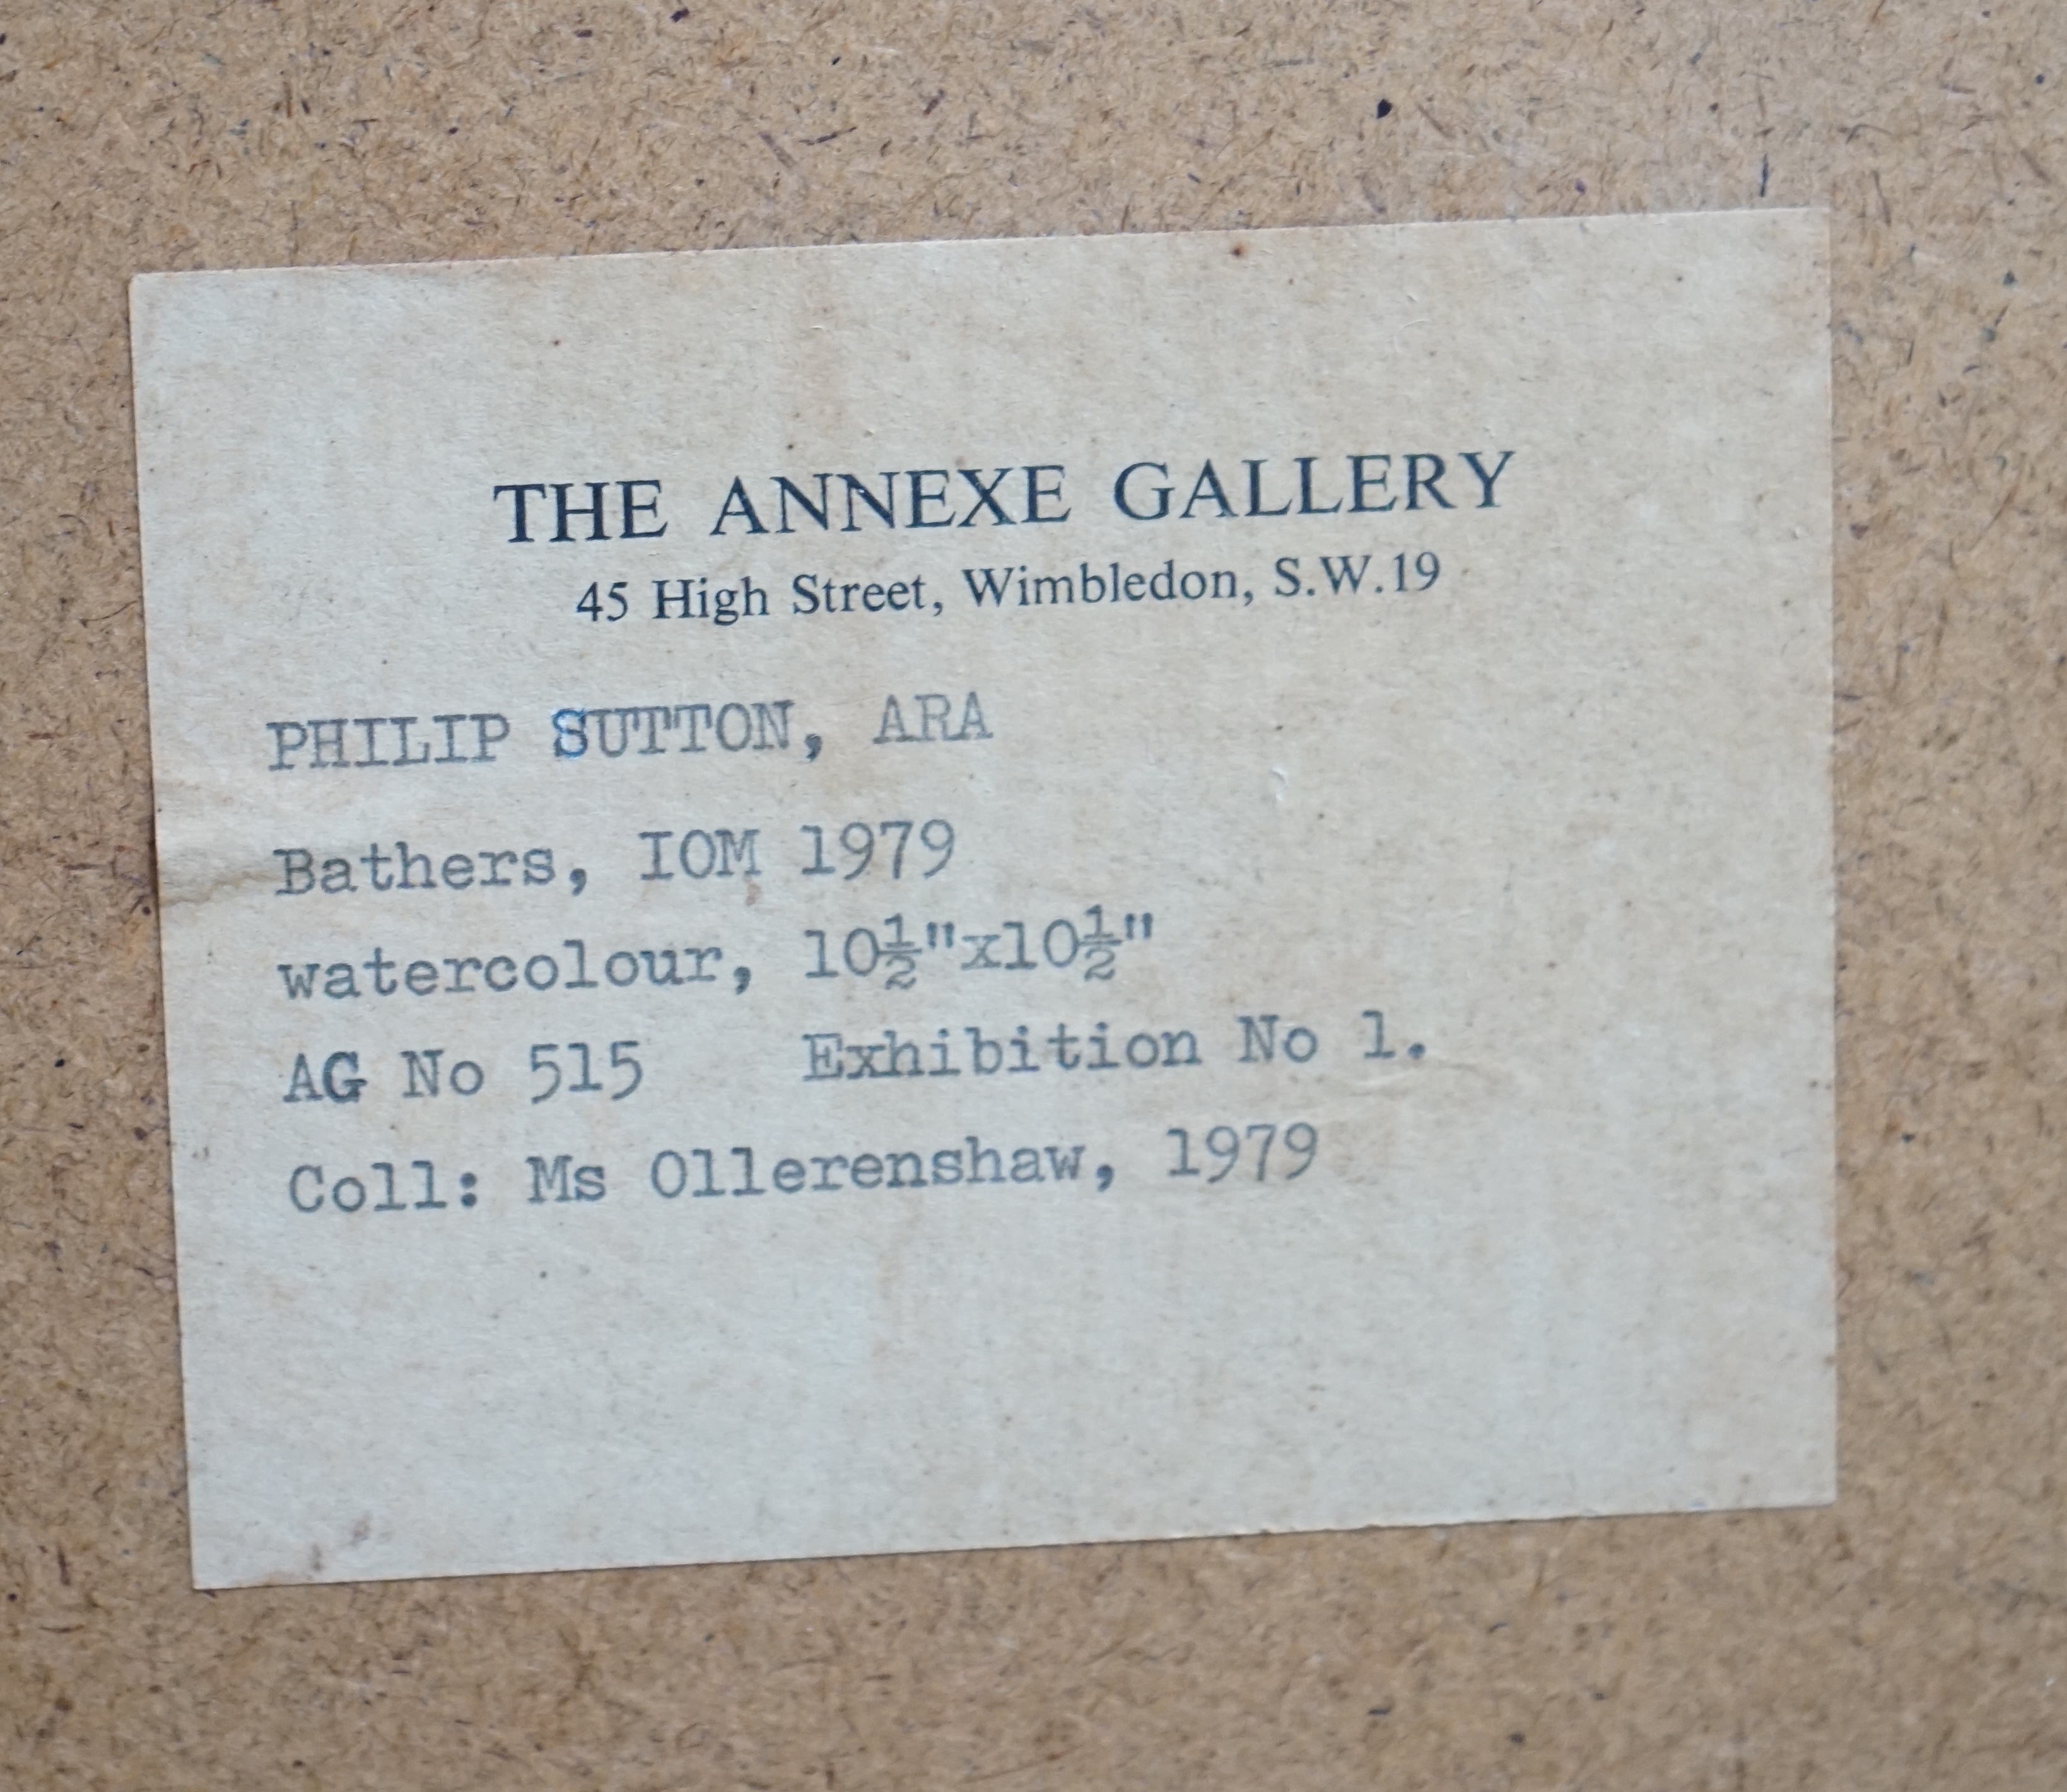 THE ANNEXE GALLERY
45 High Street, Wimbledon, S.W.19
PHILIP SUTTON, ARA
Bathers, IOM 1979
watercolour, 10½"x10½"
AG No 515 Exhibition No 1.
Coll: Ms Ollerenshaw, 1979